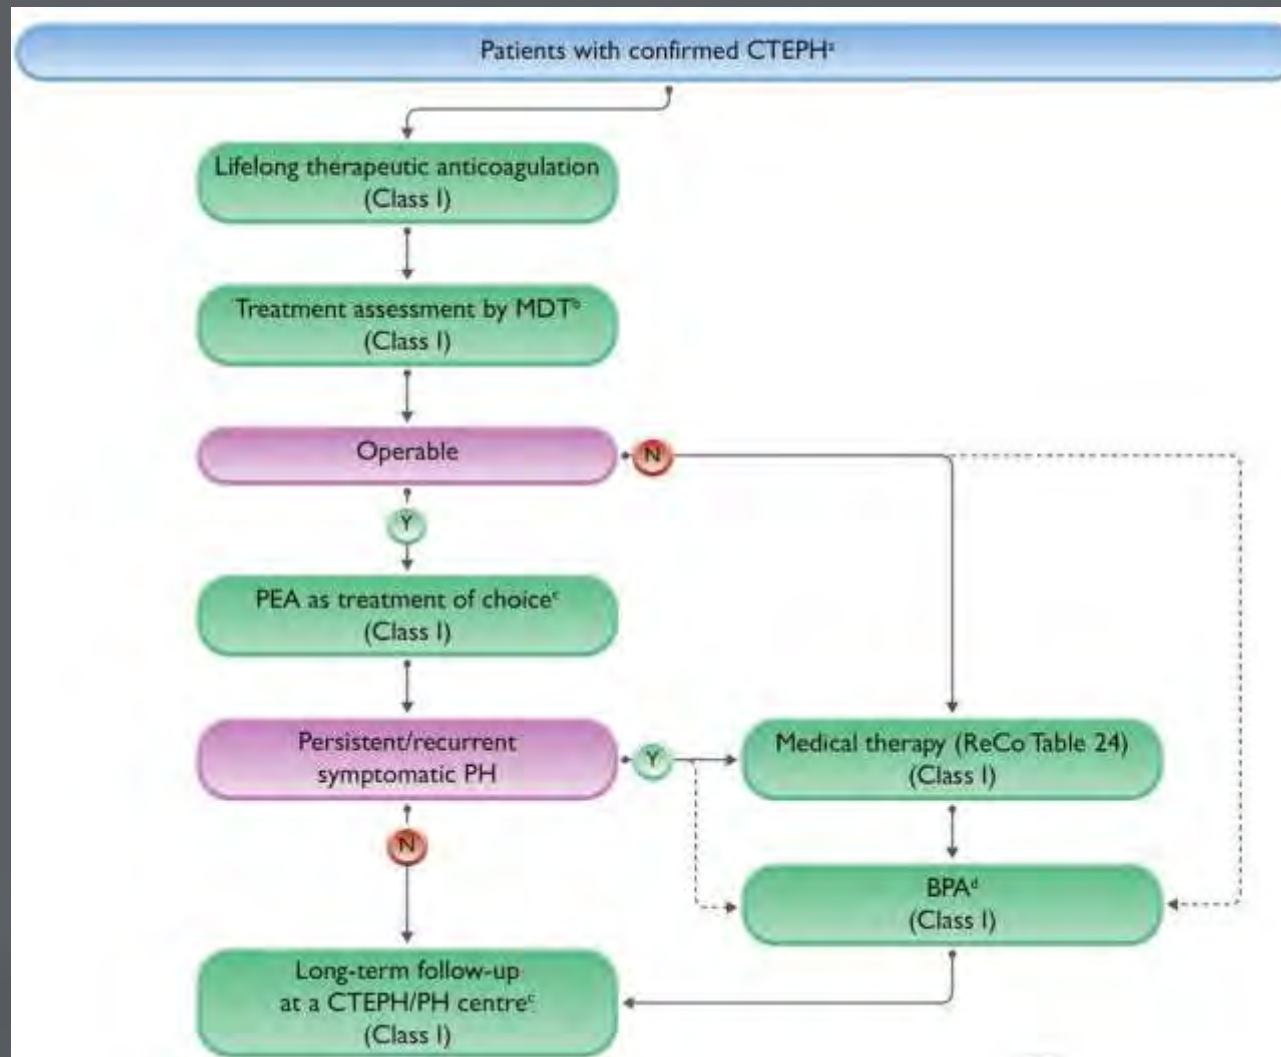 Patients with confirmed CTEPHᵃ
Lifelong therapeutic anticoagulation
(Class I)
Treatment assessment by MDTᵇ
(Class I)
Operable
N
Y
PEA as treatment of choiceᶜ
(Class I)
Persistent/recurrent
symptomatic PH
Y
Medical therapy (ReCo Table 24)
(Class I)
N
BPAᵈ
(Class I)
Long-term follow-up
at a CTEPH/PH centreᵉ
(Class I)